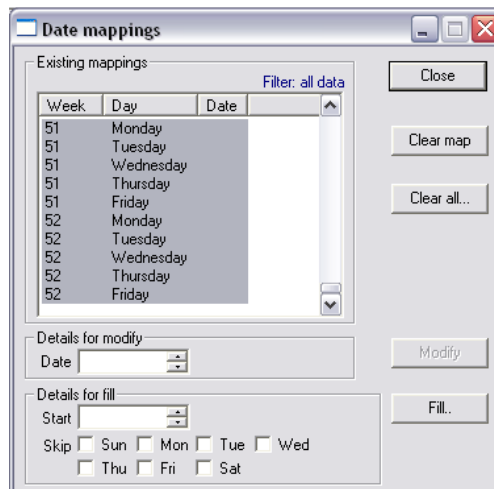 Date mappings
Existing mappings
Filter: all data
Week Day Date
51 Monday
51 Tuesday
51 Wednesday
51 Thursday
51 Friday
52 Monday
52 Tuesday
52 Wednesday
52 Thursday
52 Friday
Close
Clear map
Clear all...
Details for modify
Date
Modify
Details for fill
Start
Fill..
Skip Sun Mon Tue Wed
Thu Fri Sat